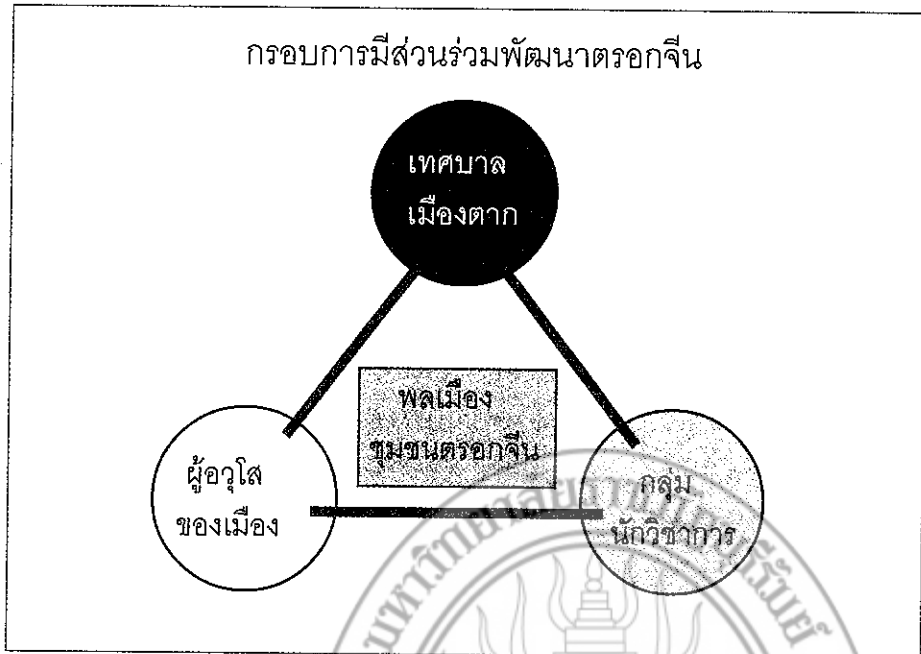 กรอบการมีส่วนร่วมพัฒนาตรอกจีน
เทศบาล
เมืองตาก
พลเมือง
ชุมชนตรอกจีน
ผู้อวุโส
ของเมือง
กลุ่ม
นักวิชาการ